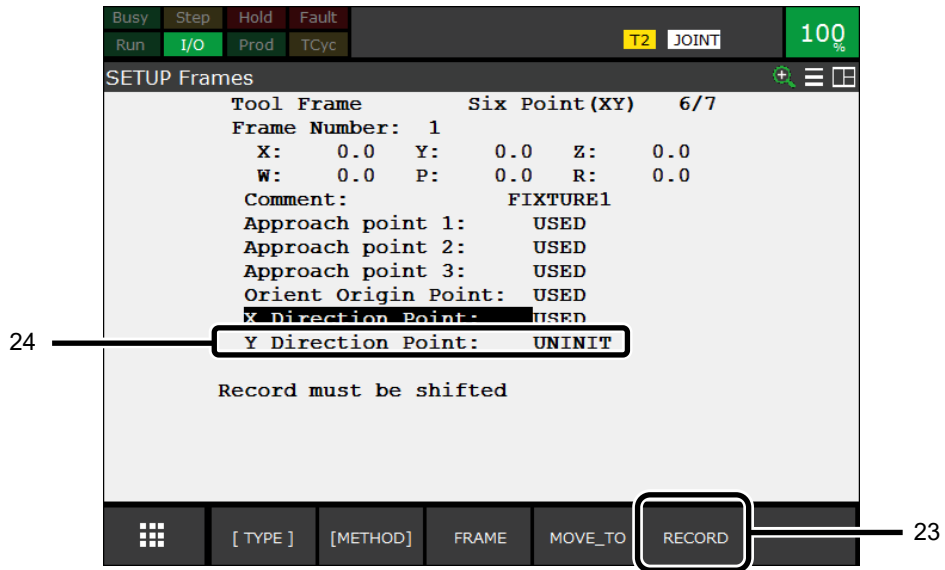 Busy Step Hold Fault
Run I/O Prod TCyc T2 JOINT 100%
SETUP Frames
Tool Frame Six Point(XY) 6/7
Frame Number: 1
X: 0.0 Y: 0.0 Z: 0.0
W: 0.0 P: 0.0 R: 0.0
Comment: FIXTURE1
Approach point 1: USED
Approach point 2: USED
Approach point 3: USED
Orient Origin Point: USED
X Direction Point: USED
24 Y Direction Point: UNINIT
Record must be shifted
[ TYPE ] [METHOD] FRAME MOVE_TO RECORD 23